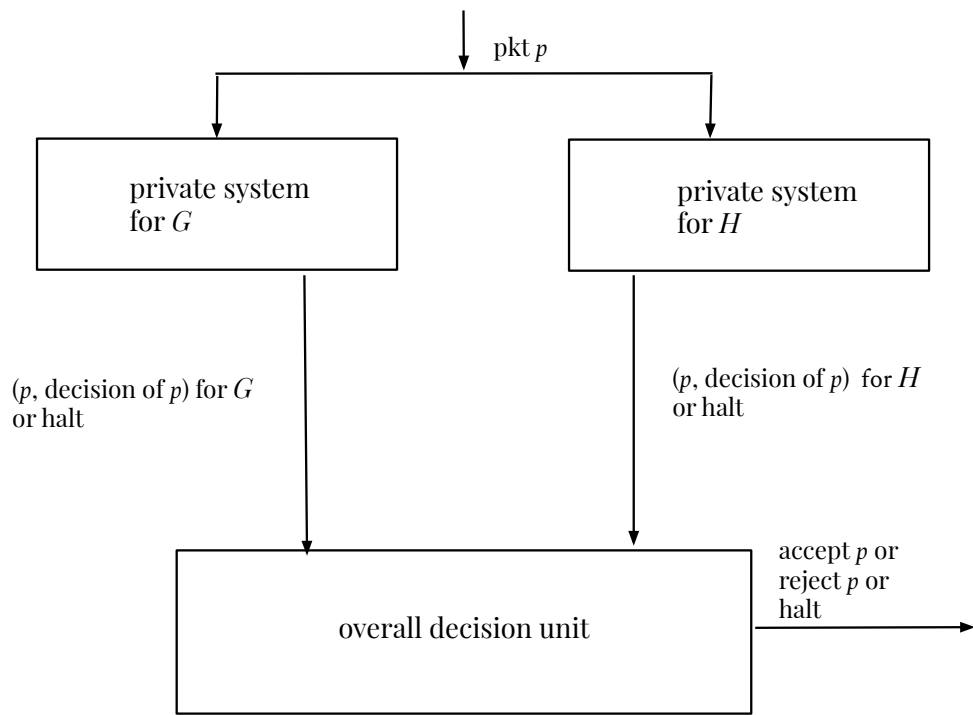 pkt p
private system
for G
private system
for H
(p, decision of p) for G
or halt
(p, decision of p) for H
or halt
accept p or
reject p or
halt
overall decision unit